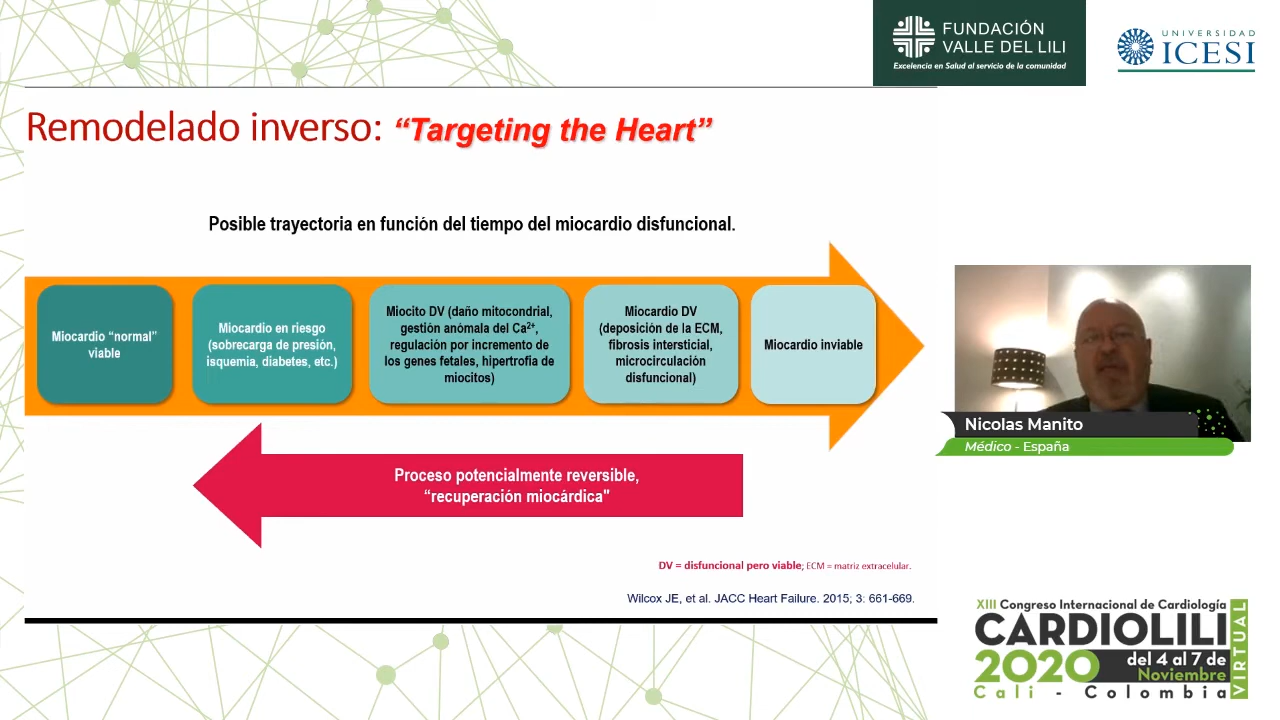 FUNDACIÓN
VALLE DEL LILI
Excelencia en Salud al servicio de la comunidad
UNIVERSIDAD
ICESI
Remodelado inverso: “Targeting the Heart”
Posible trayectoria en función del tiempo del miocardio disfuncional.
Miocardio “normal”
viable
Miocardio en riesgo
(sobrecarga de presión,
isquemia, diabetes, etc.)
Miocito DV (daño mitocondrial,
gestión anómala del Ca²⁺,
regulación por incremento de
los genes fetales, hipertrofia de
miocitos)
Miocardio DV
(deposición de la ECM,
fibrosis intersticial,
microcirculación
disfuncional)
Miocardio inviable
Proceso potencialmente reversible,
“recuperación miocárdica"
DV = disfuncional pero viable; ECM = matriz extracelular.
Wilcox JE, et al. JACC Heart Failure. 2015; 3: 661-669.
Nicolas Manito
Médico - España
XIII Congreso Internacional de Cardiología
CARDIOLILI
2020 del 4 al 7 de
Noviembre
Cali - Colombia
VIRTUAL